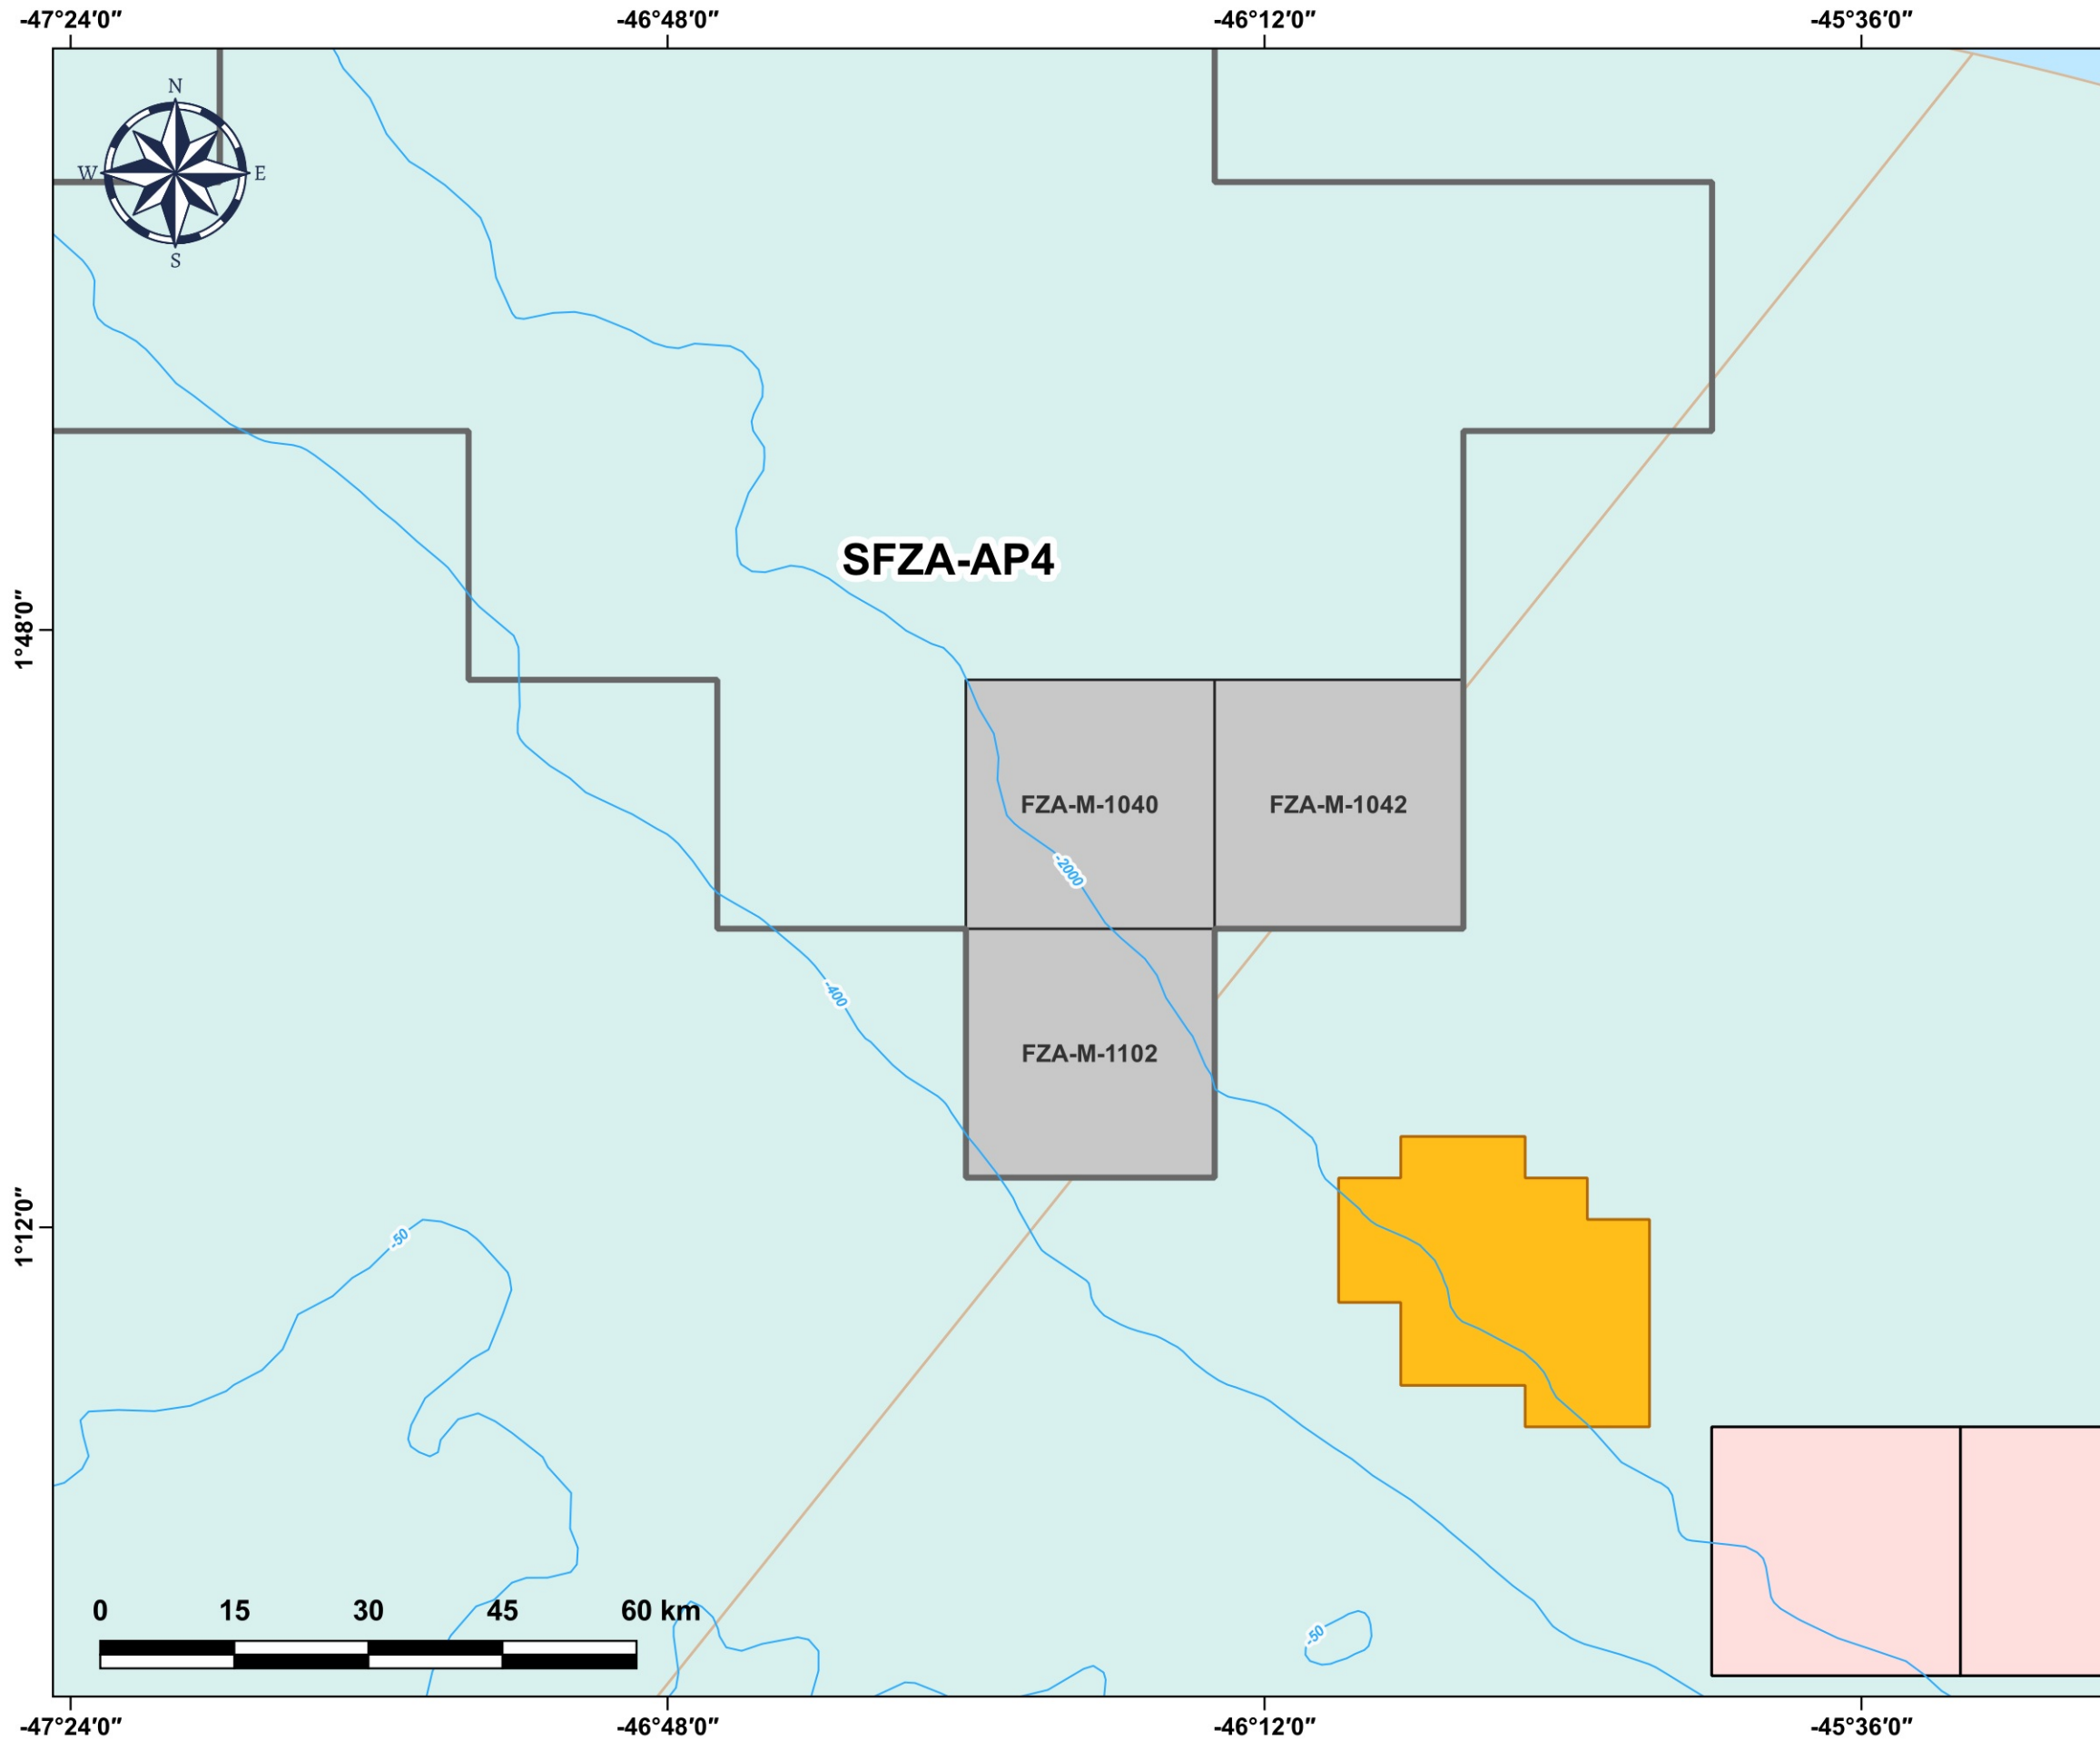 -47°24′0″ -46°48′0″ -46°12′0″ -45°36′0″
N
W E
S
SFZA-AP4
1°48′0″
FZA-M-1040 FZA-M-1042
-2000
-400
FZA-M-1102
1°12′0″
-50
0 15 30 45 60 km
-50
-47°24′0″ -46°48′0″ -46°12′0″ -45°36′0″